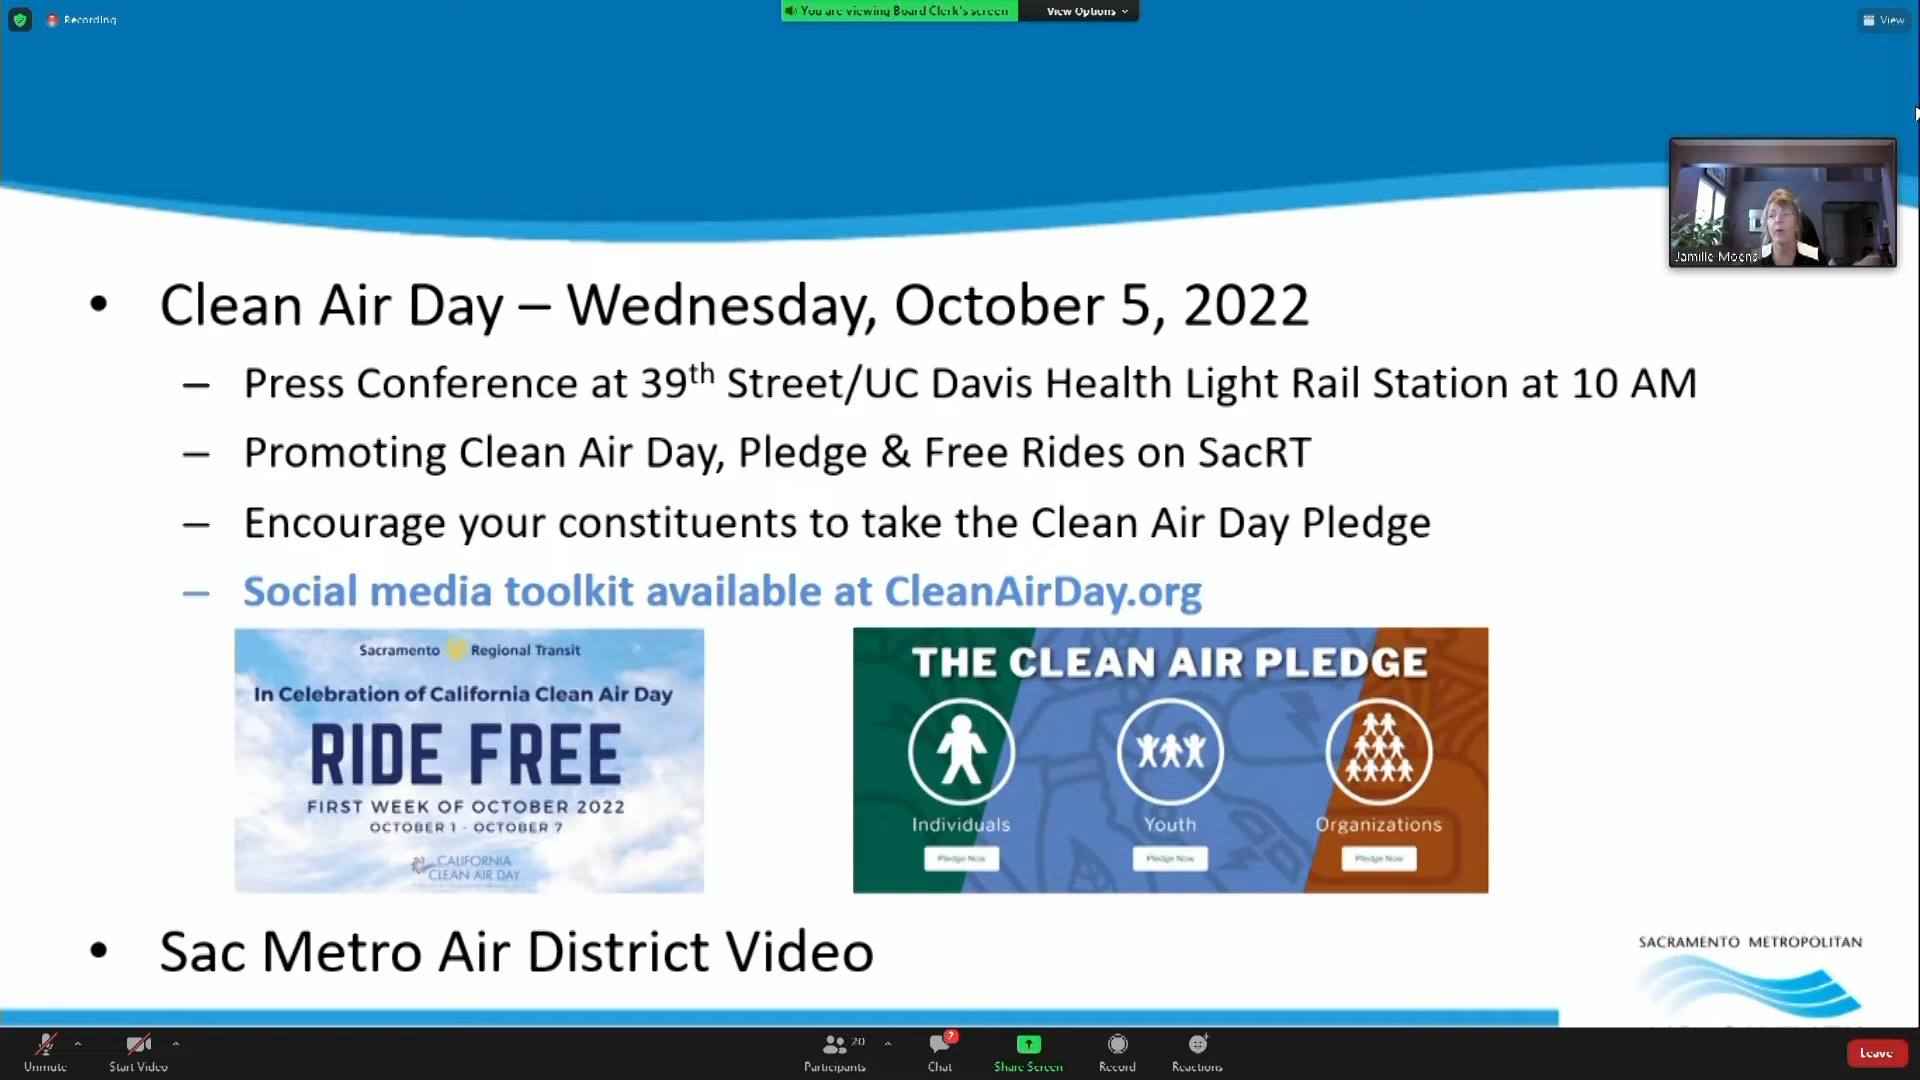 Recording
You are viewing Board Clerk's screen
View Options
View
Jamille Moens
• Clean Air Day – Wednesday, October 5, 2022
– Press Conference at 39th Street/UC Davis Health Light Rail Station at 10 AM
– Promoting Clean Air Day, Pledge & Free Rides on SacRT
– Encourage your constituents to take the Clean Air Day Pledge
– Social media toolkit available at CleanAirDay.org
Sacramento Regional Transit
In Celebration of California Clean Air Day
RIDE FREE
FIRST WEEK OF OCTOBER 2022
OCTOBER 1 - OCTOBER 7
CALIFORNIA
CLEAN AIR DAY
THE CLEAN AIR PLEDGE
Individuals Youth Organizations
Pledge Now Pledge Now Pledge Now
• Sac Metro Air District Video
SACRAMENTO METROPOLITAN
Unmute
Start Video
20
Participants
Chat
Share Screen
Record
Reactions
Leave